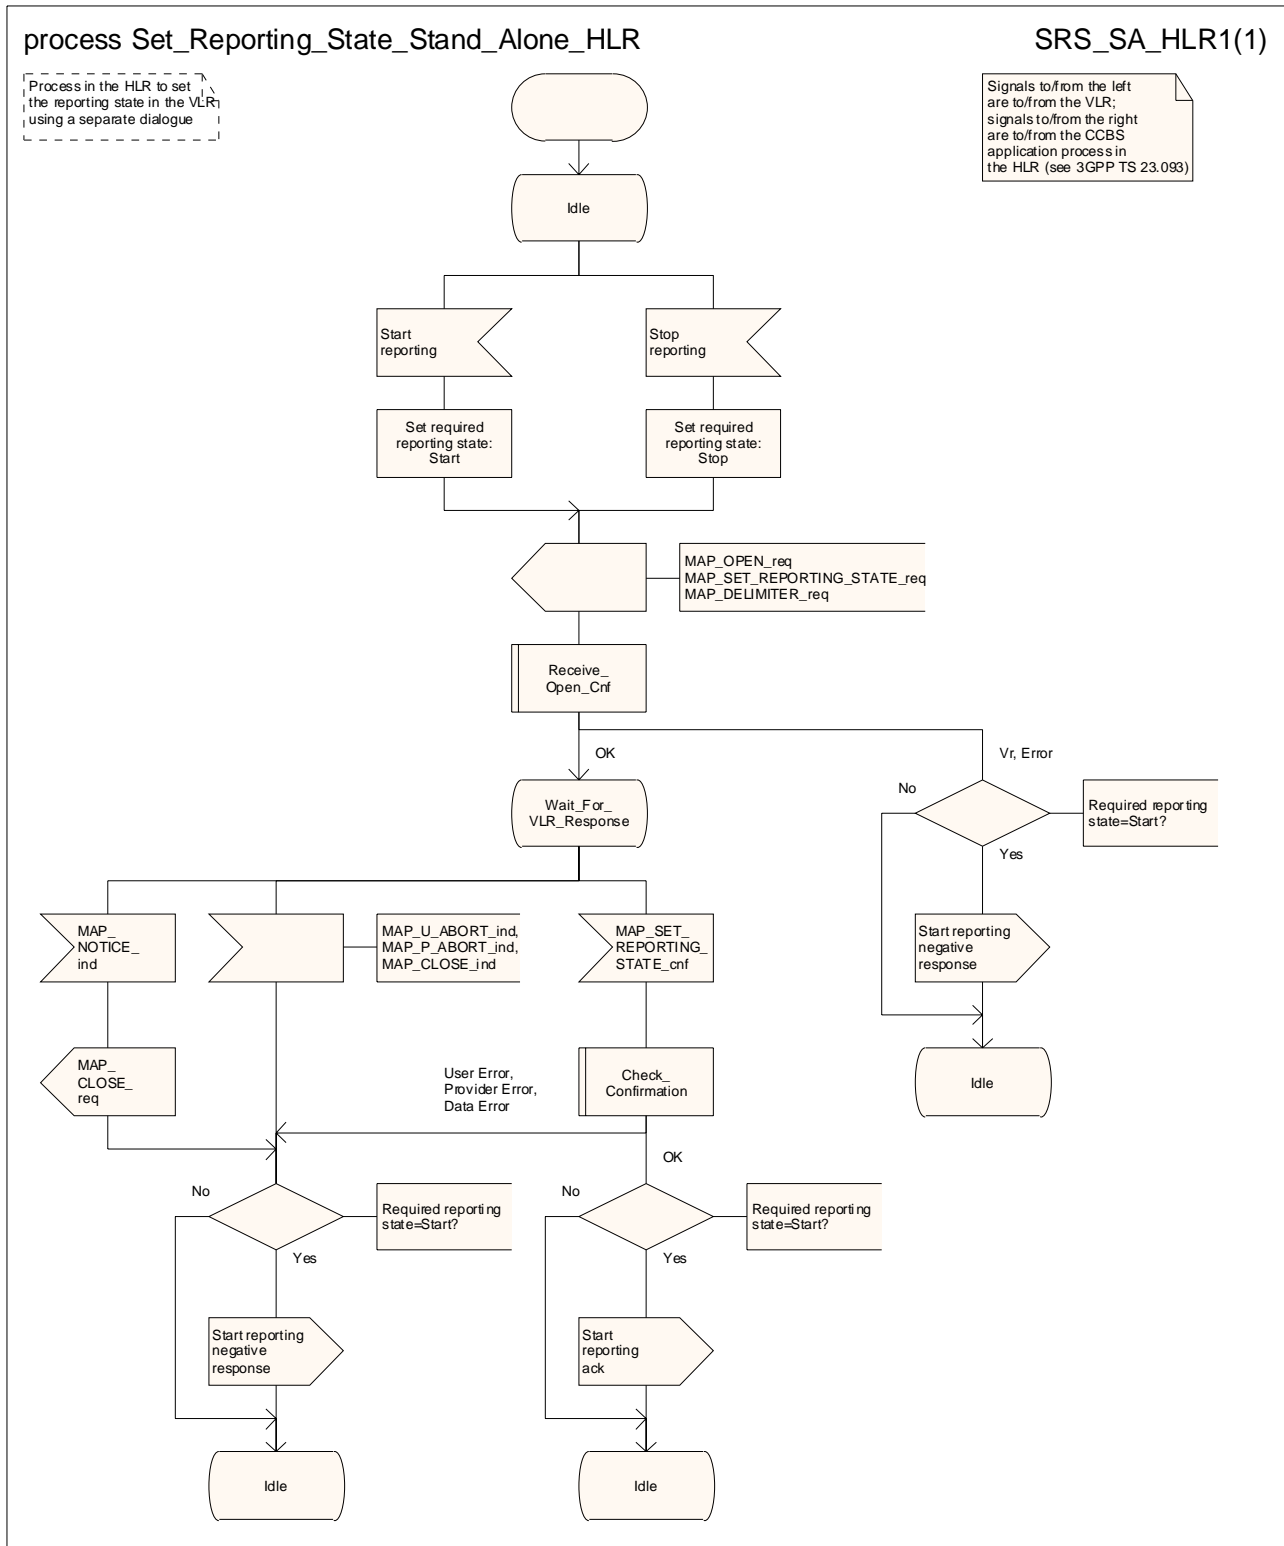 process Set_Reporting_State_Stand_Alone_HLR
SRS_SA_HLR1(1)
Process in the HLR to set
the reporting state in the VLR
using a separate dialogue
Signals to/from the left
are to/from the VLR;
signals to/from the right
are to/from the CCBS
application process in
the HLR (see 3GPP TS 23.093)
Idle
Start
reporting
Stop
reporting
Set required
reporting state:
Start
Set required
reporting state:
Stop
MAP_OPEN_req
MAP_SET_REPORTING_STATE_req
MAP_DELIMITER_req
Receive_
Open_Cnf
OK
Vr, Error
Wait_For_
VLR_Response
No
Required reporting
state=Start?
Yes
MAP_
NOTICE_
ind
MAP_U_ABORT_ind,
MAP_P_ABORT_ind,
MAP_CLOSE_ind
MAP_SET_
REPORTING_
STATE_cnf
Start reporting
negative
response
MAP_
CLOSE_
req
User Error,
Provider Error,
Data Error
Check_
Confirmation
Idle
OK
No
Required reporting
state=Start?
Yes
No
Required reporting
state=Start?
Yes
Start reporting
negative
response
Start
reporting
ack
Idle
Idle